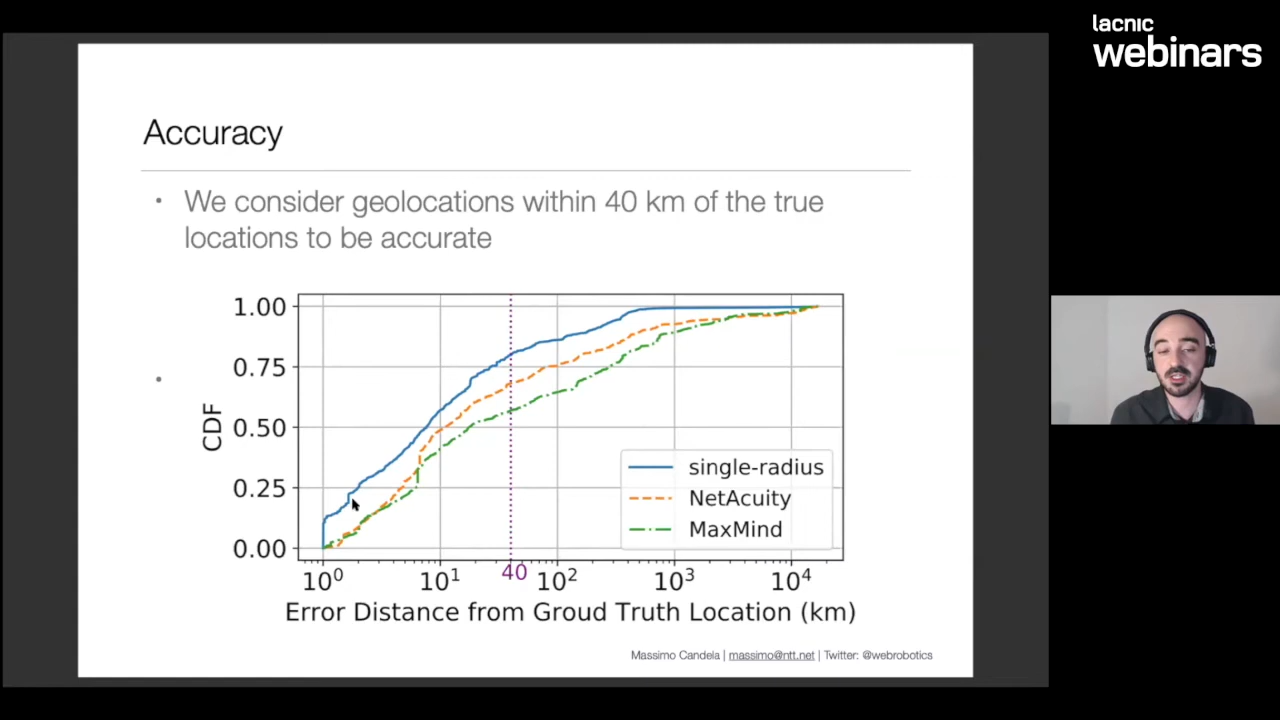 lacnic
webinars
Accuracy
• We consider geolocations within 40 km of the true
locations to be accurate
•
1.00
0.75
0.50
0.25
0.00
CDF
single-radius
NetAcuity
MaxMind
10⁰ 10¹ 40 10² 10³ 10⁴
Error Distance from Groud Truth Location (km)
Massimo Candela | massimo@ntt.net | Twitter: @webrobotics